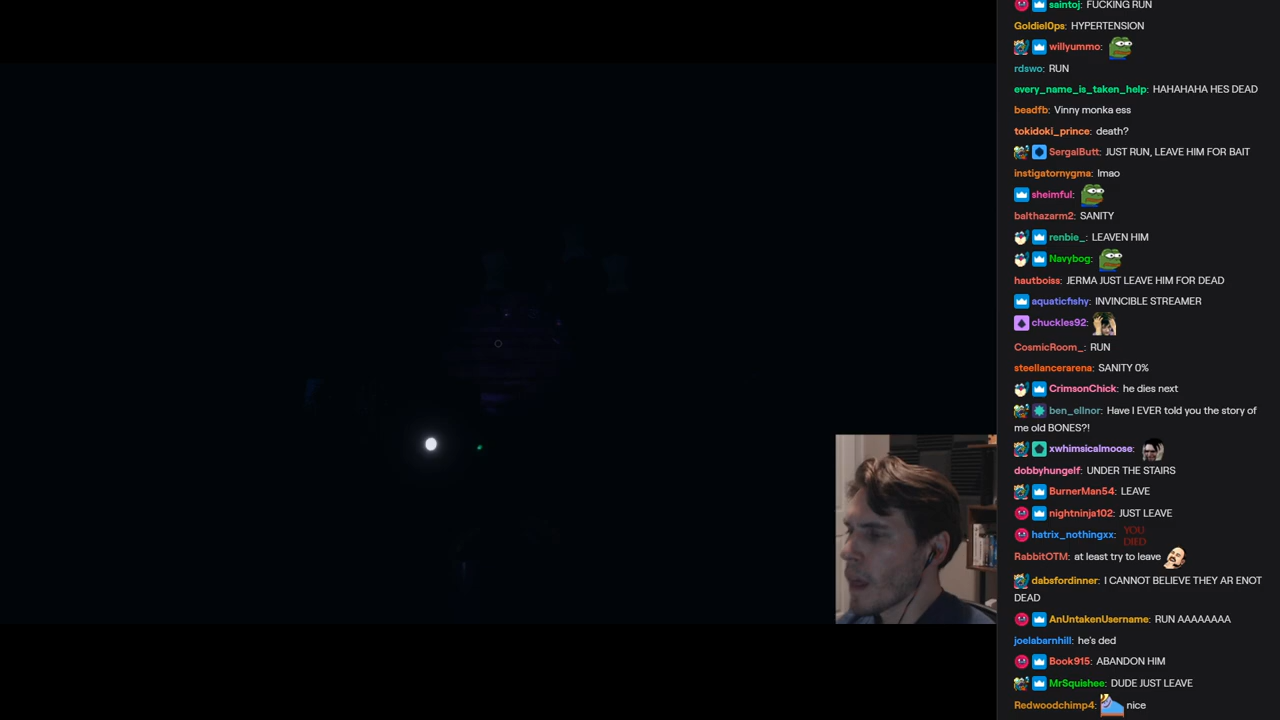 saintoj: FUCKING RUN
Goldiel0ps: HYPERTENSION
willyummo:
rdswo: RUN
every_name_is_taken_help: HAHAHAHA HES DEAD
beadfb: Vinny monka ess
tokidoki_prince: death?
SergalButt: JUST RUN, LEAVE HIM FOR BAIT
instigatornygma: lmao
sheimful:
balthazarm2: SANITY
renbie_: LEAVEN HIM
Navybog:
hautboiss: JERMA JUST LEAVE HIM FOR DEAD
aquaticfishy: INVINCIBLE STREAMER
chuckles92:
CosmicRoom_: RUN
steellancerarena: SANITY 0%
CrimsonChick: he dies next
ben_ellnor: Have I EVER told you the story of
me old BONES?!
xwhimsicalmoose:
dobbyhungelf: UNDER THE STAIRS
BurnerMan54: LEAVE
nightninja102: JUST LEAVE
hatrix_nothingxx: YOU DIED
RabbitOTM: at least try to leave
dabsfordinner: I CANNOT BELIEVE THEY AR ENOT
DEAD
AnUntakenUsername: RUN AAAAAAAA
joelabarnhill: he's ded
Book915: ABANDON HIM
MrSquishee: DUDE JUST LEAVE
Redwoodchimp4: nice